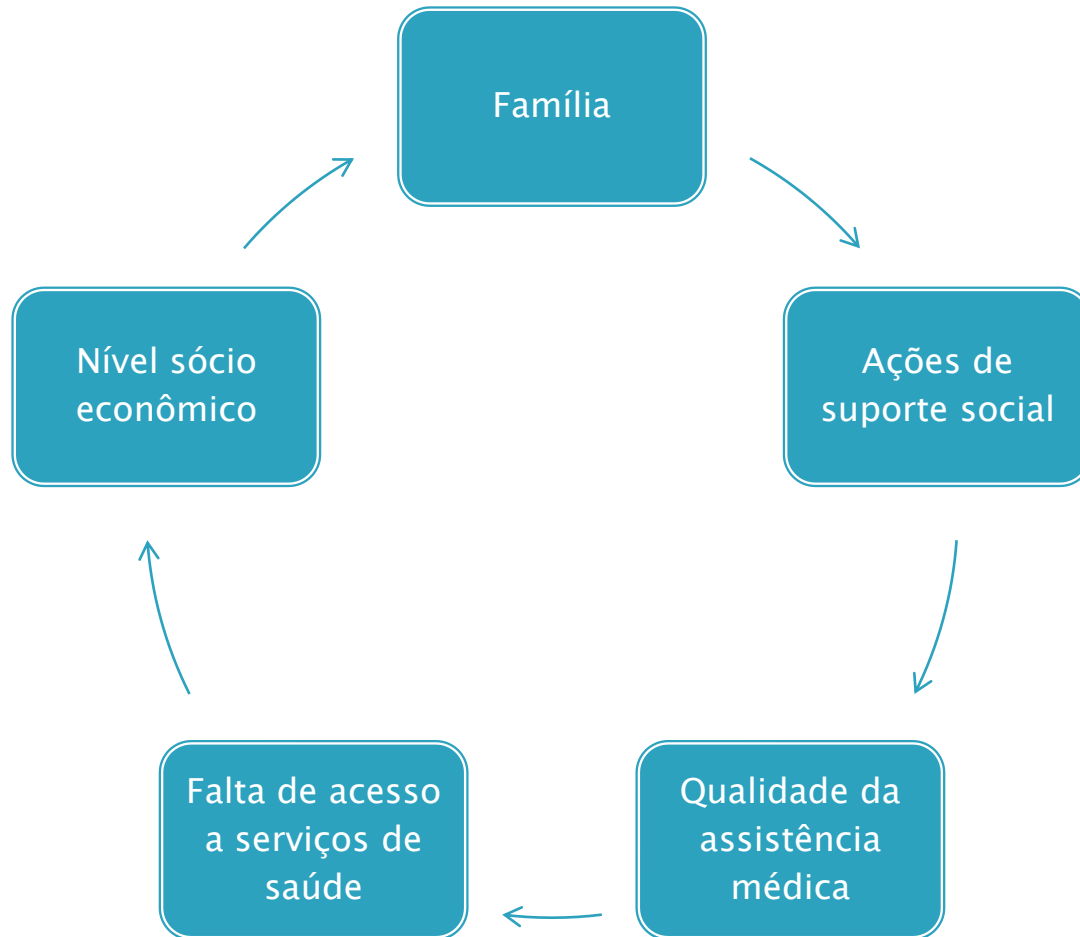 Família
Ações de
suporte social
Qualidade da
assistência
médica
Falta de acesso
a serviços de
saúde
Nível sócio
econômico